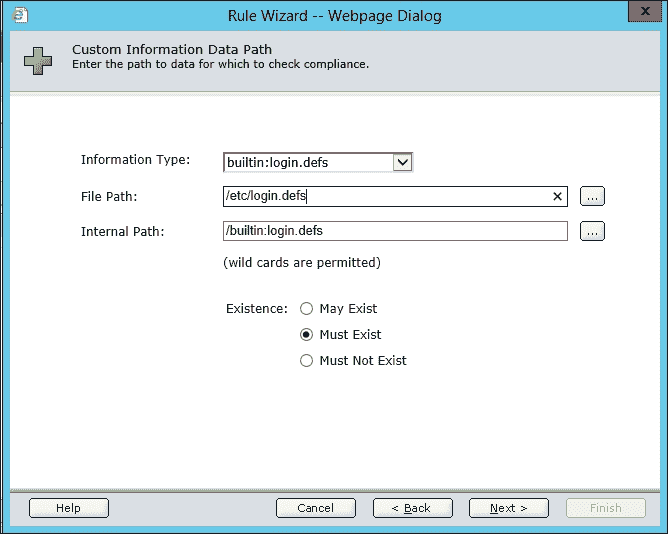 Rule Wizard -- Webpage Dialog
X
Custom Information Data Path
Enter the path to data for which to check compliance.
Information Type: builtin:login.defs
File Path: /etc/login.defs ...
Internal Path: /builtin:login.defs ...
(wild cards are permitted)
Existence: May Exist
Must Exist
Must Not Exist
Help Cancel < Back Next > Finish